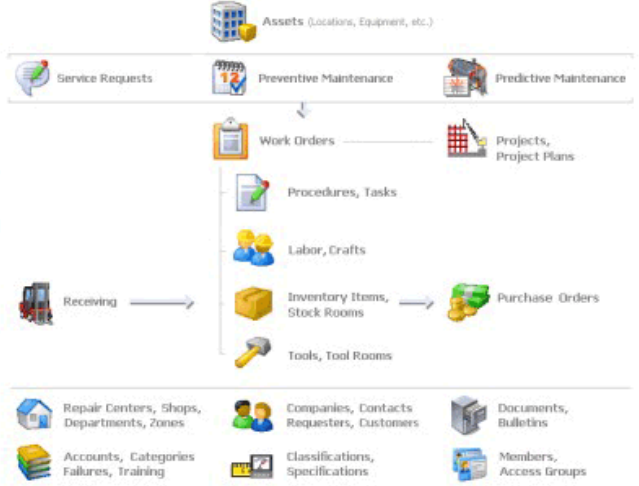 Assets (Locations, Equipment, etc.)
Service Requests
Preventive Maintenance
Predictive Maintenance
12
Work Orders
Projects,
Project Plans
Procedures, Tasks
Labor, Crafts
Receiving
Inventory Items,
Stock Rooms
Purchase Orders
Tools, Tool Rooms
Repair Centers, Shops,
Departments, Zones
Companies, Contacts
Requesters, Customers
Documents,
Bulletins
Accounts, Categories
Failures, Training
Classifications,
Specifications
Members,
Access Groups